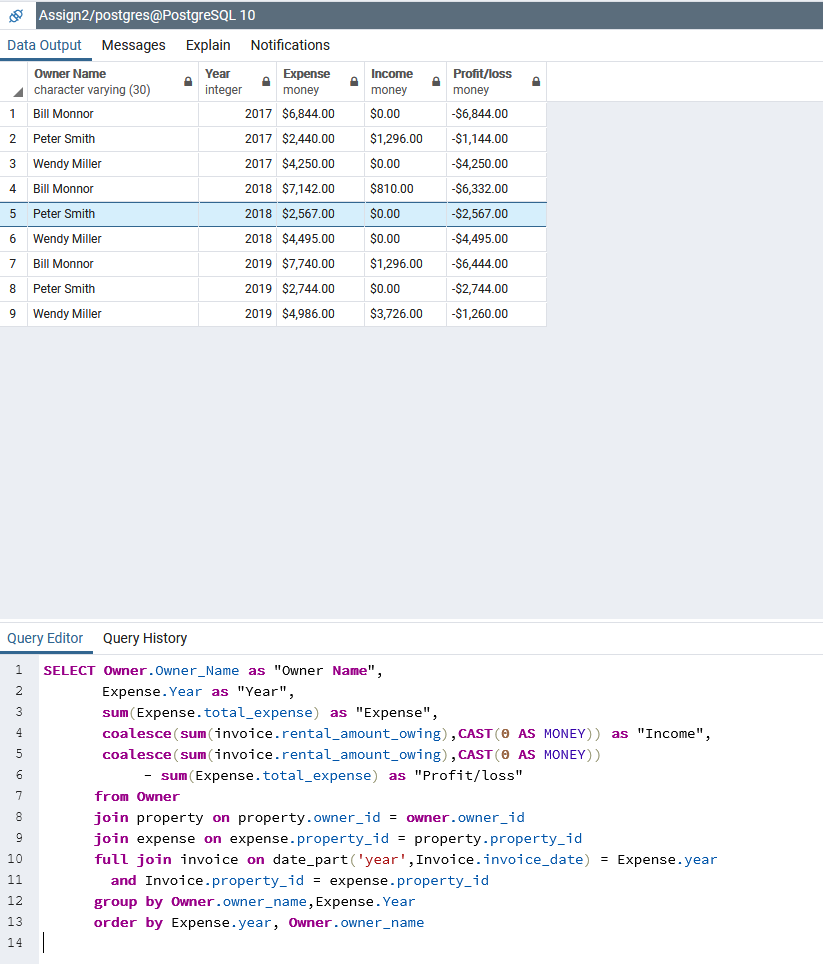 Assign2/postgres@PostgreSQL 10
Data Output Messages Explain Notifications
Owner Name Year Expense Income Profit/loss
character varying (30) integer money money money
1 Bill Monnor 2017 $6,844.00 $0.00 -$6,844.00
2 Peter Smith 2017 $2,440.00 $1,296.00 -$1,144.00
3 Wendy Miller 2017 $4,250.00 $0.00 -$4,250.00
4 Bill Monnor 2018 $7,142.00 $810.00 -$6,332.00
5 Peter Smith 2018 $2,567.00 $0.00 -$2,567.00
6 Wendy Miller 2018 $4,495.00 $0.00 -$4,495.00
7 Bill Monnor 2019 $7,740.00 $1,296.00 -$6,444.00
8 Peter Smith 2019 $2,744.00 $0.00 -$2,744.00
9 Wendy Miller 2019 $4,986.00 $3,726.00 -$1,260.00
Query Editor Query History
1 SELECT Owner.Owner_Name as "Owner Name",
2 Expense.Year as "Year",
3 sum(Expense.total_expense) as "Expense",
4 coalesce(sum(invoice.rental_amount_owing),CAST(0 AS MONEY)) as "Income",
5 coalesce(sum(invoice.rental_amount_owing),CAST(0 AS MONEY))
6 - sum(Expense.total_expense) as "Profit/loss"
7 from Owner
8 join property on property.owner_id = owner.owner_id
9 join expense on expense.property_id = property.property_id
10 full join invoice on date_part('year',Invoice.invoice_date) = Expense.year
11 and Invoice.property_id = expense.property_id
12 group by Owner.owner_name,Expense.Year
13 order by Expense.year, Owner.owner_name
14